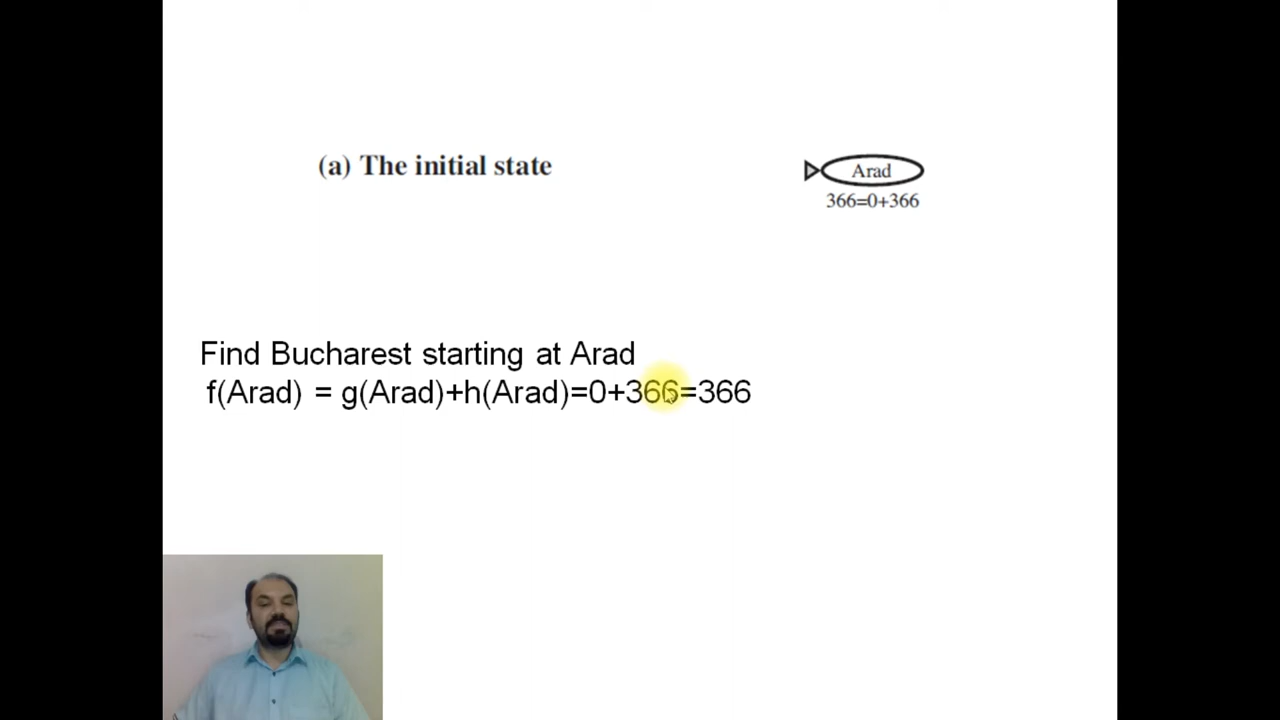 (a) The initial state
Arad
366=0+366
Find Bucharest starting at Arad
f(Arad) = g(Arad)+h(Arad)=0+366=366